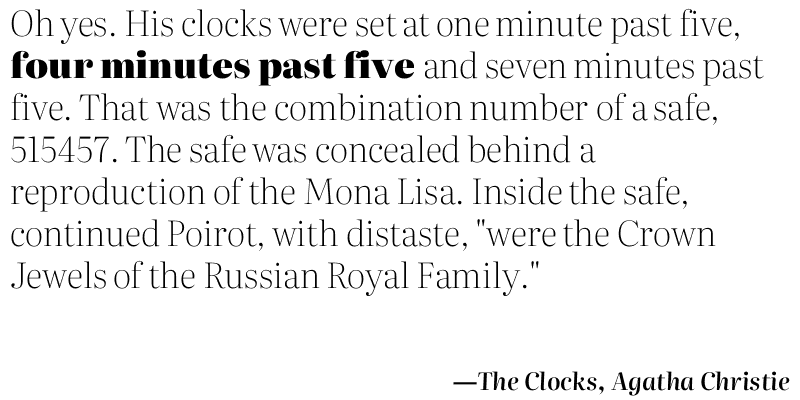 Oh yes. His clocks were set at one minute past five,
four minutes past five and seven minutes past
five. That was the combination number of a safe,
515457. The safe was concealed behind a
reproduction of the Mona Lisa. Inside the safe,
continued Poirot, with distaste, "were the Crown
Jewels of the Russian Royal Family."
—The Clocks, Agatha Christie